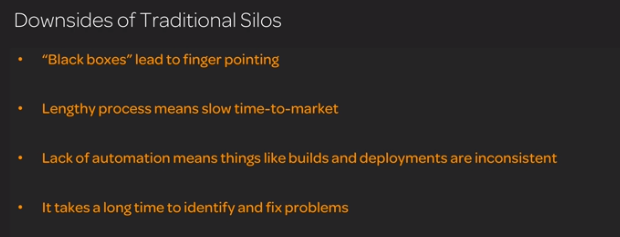 Downsides of Traditional Silos
• “Black boxes” lead to finger pointing
• Lengthy process means slow time-to-market
• Lack of automation means things like builds and deployments are inconsistent
• It takes a long time to identify and fix problems